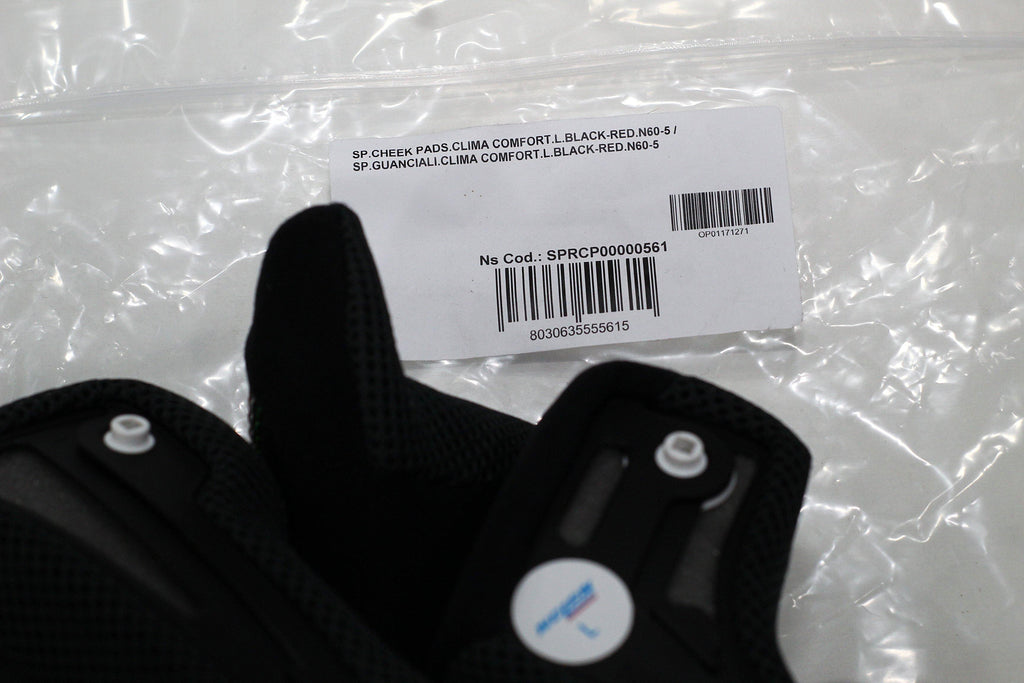 SP.CHEEK PADS.CLIMA COMFORT.L.BLACK-RED.N60-5 /
SP.GUANCIALI.CLIMA COMFORT.L.BLACK-RED.N60-5
OP01171271
Ns Cod.: SPRCP00000561
8030635555615
L